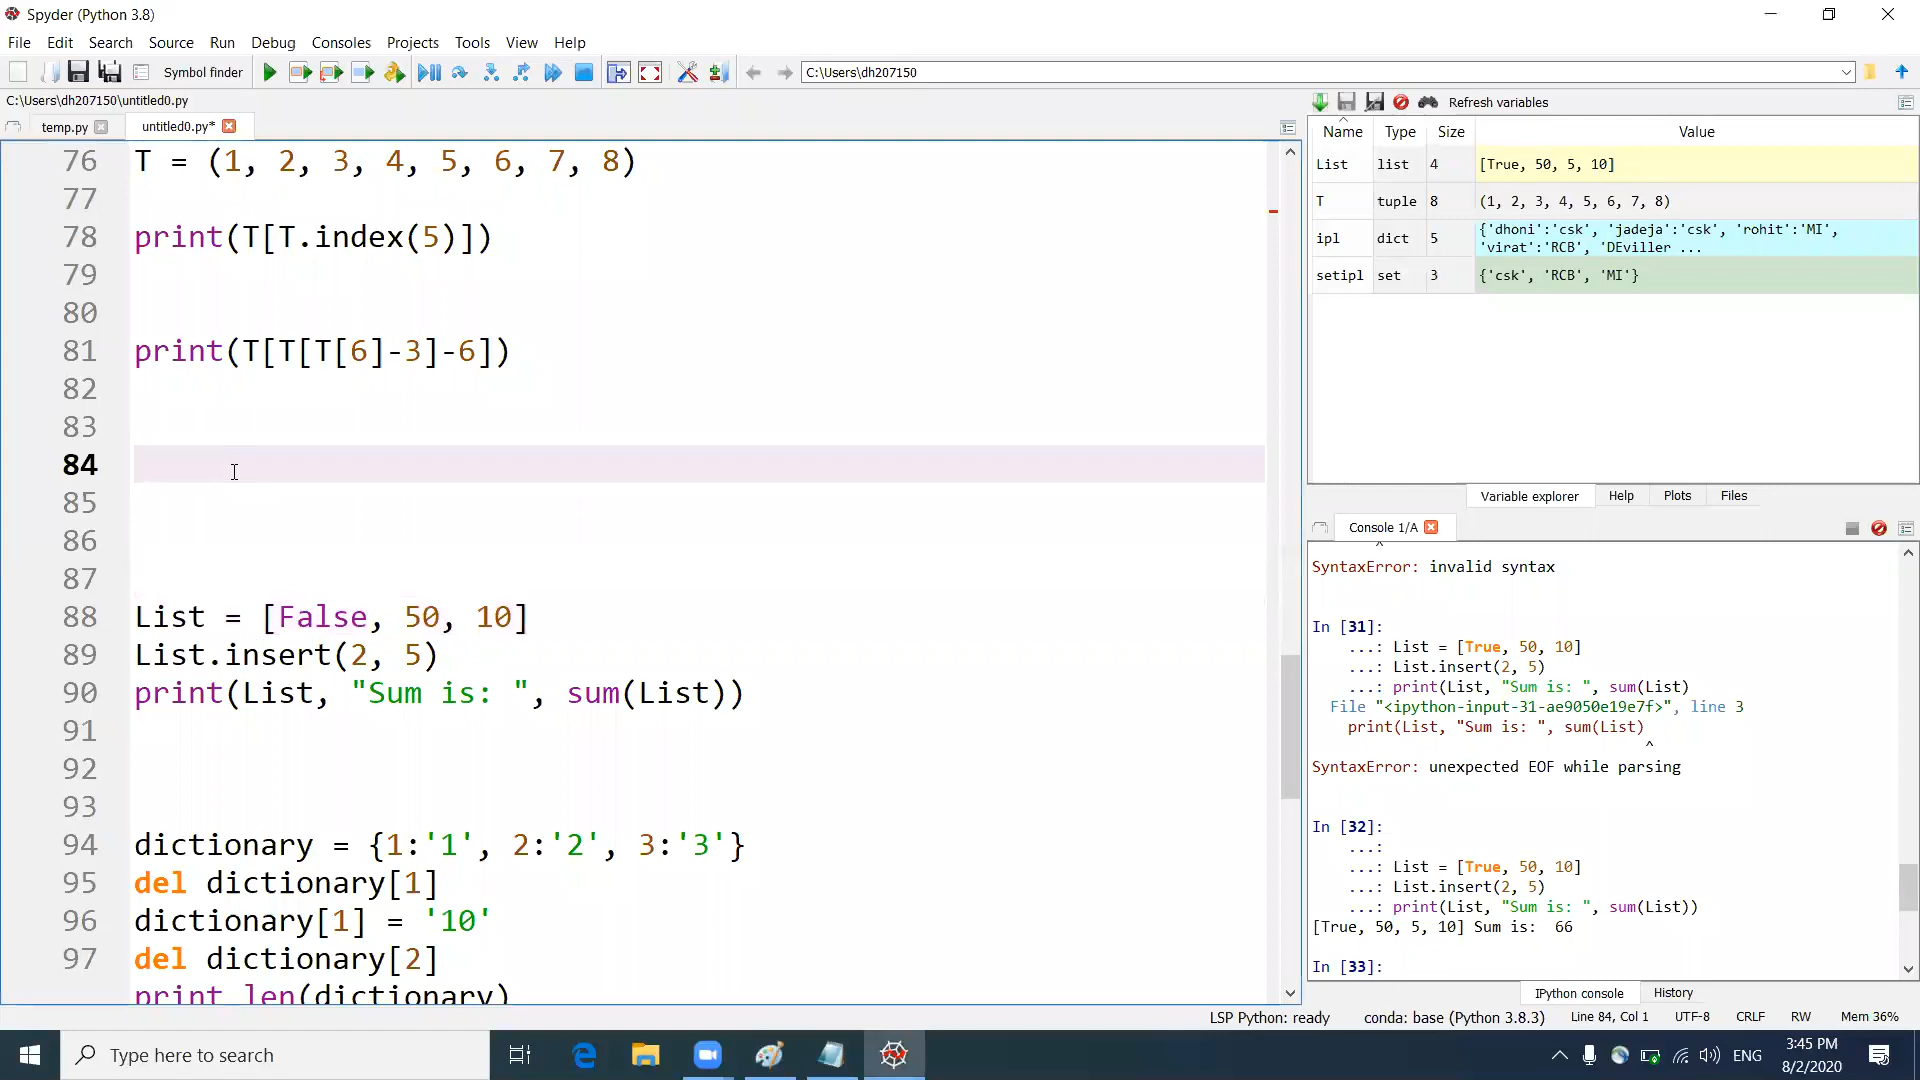 Spyder (Python 3.8)
File Edit Search Source Run Debug Consoles Projects Tools View Help
Symbol finder
C:\Users\dh207150
C:\Users\dh207150\untitled0.py
temp.py
untitled0.py*
76 T = (1, 2, 3, 4, 5, 6, 7, 8)
77
78 print(T[T.index(5)])
79
80
81 print(T[T[T[6]-3]-6])
82
83
84
85
86
87
88 List = [False, 50, 10]
89 List.insert(2, 5)
90 print(List, "Sum is: ", sum(List))
91
92
93
94 dictionary = {1:'1', 2:'2', 3:'3'}
95 del dictionary[1]
96 dictionary[1] = '10'
97 del dictionary[2]
print len(dictionary)
Refresh variables
Name Type Size Value
List list 4 [True, 50, 5, 10]
T tuple 8 (1, 2, 3, 4, 5, 6, 7, 8)
ipl dict 5 {'dhoni':'csk', 'jadeja':'csk', 'rohit':'MI',
'virat':'RCB', 'DEviller ...
setipl set 3 {'csk', 'RCB', 'MI'}
Variable explorer Help Plots Files
Console 1/A
^
SyntaxError: invalid syntax
In [31]:
...: List = [True, 50, 10]
...: List.insert(2, 5)
...: print(List, "Sum is: ", sum(List)
File "<ipython-input-31-ae9050e19e7f>", line 3
print(List, "Sum is: ", sum(List)
^
SyntaxError: unexpected EOF while parsing
In [32]:
...:
...: List = [True, 50, 10]
...: List.insert(2, 5)
...: print(List, "Sum is: ", sum(List))
[True, 50, 5, 10] Sum is:  66
In [33]:
IPython console History
LSP Python: ready conda: base (Python 3.8.3) Line 84, Col 1 UTF-8 CRLF RW Mem 36%
Type here to search
ENG
3:45 PM
8/2/2020